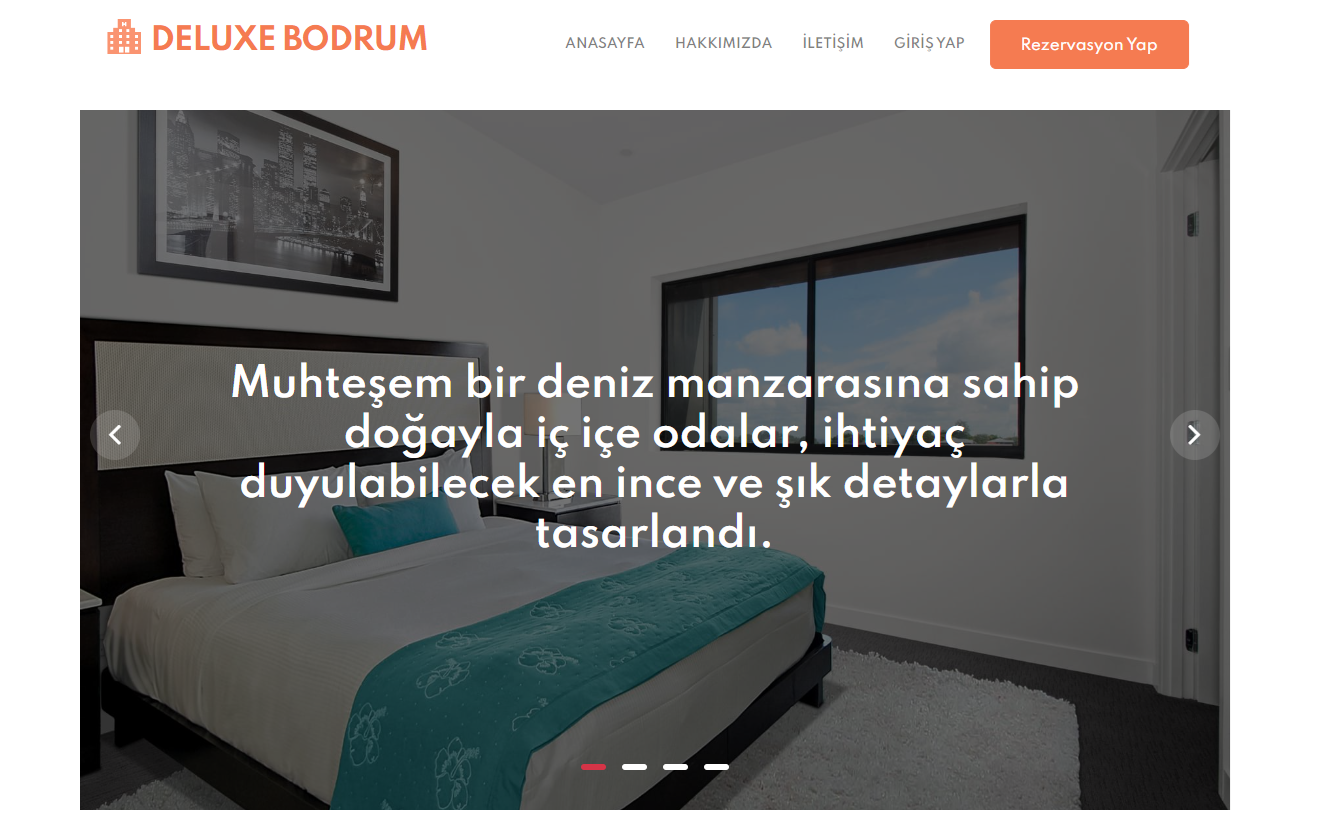 DELUXE BODRUM
ANASAYFA
HAKKIMIZDA
İLETİŞİM
GİRİŞ YAP
Rezervasyon Yap
Muhteşem bir deniz manzarasına sahip
doğayla iç içe odalar, ihtiyaç
duyulabilecek en ince ve şık detaylarla
tasarlandı.